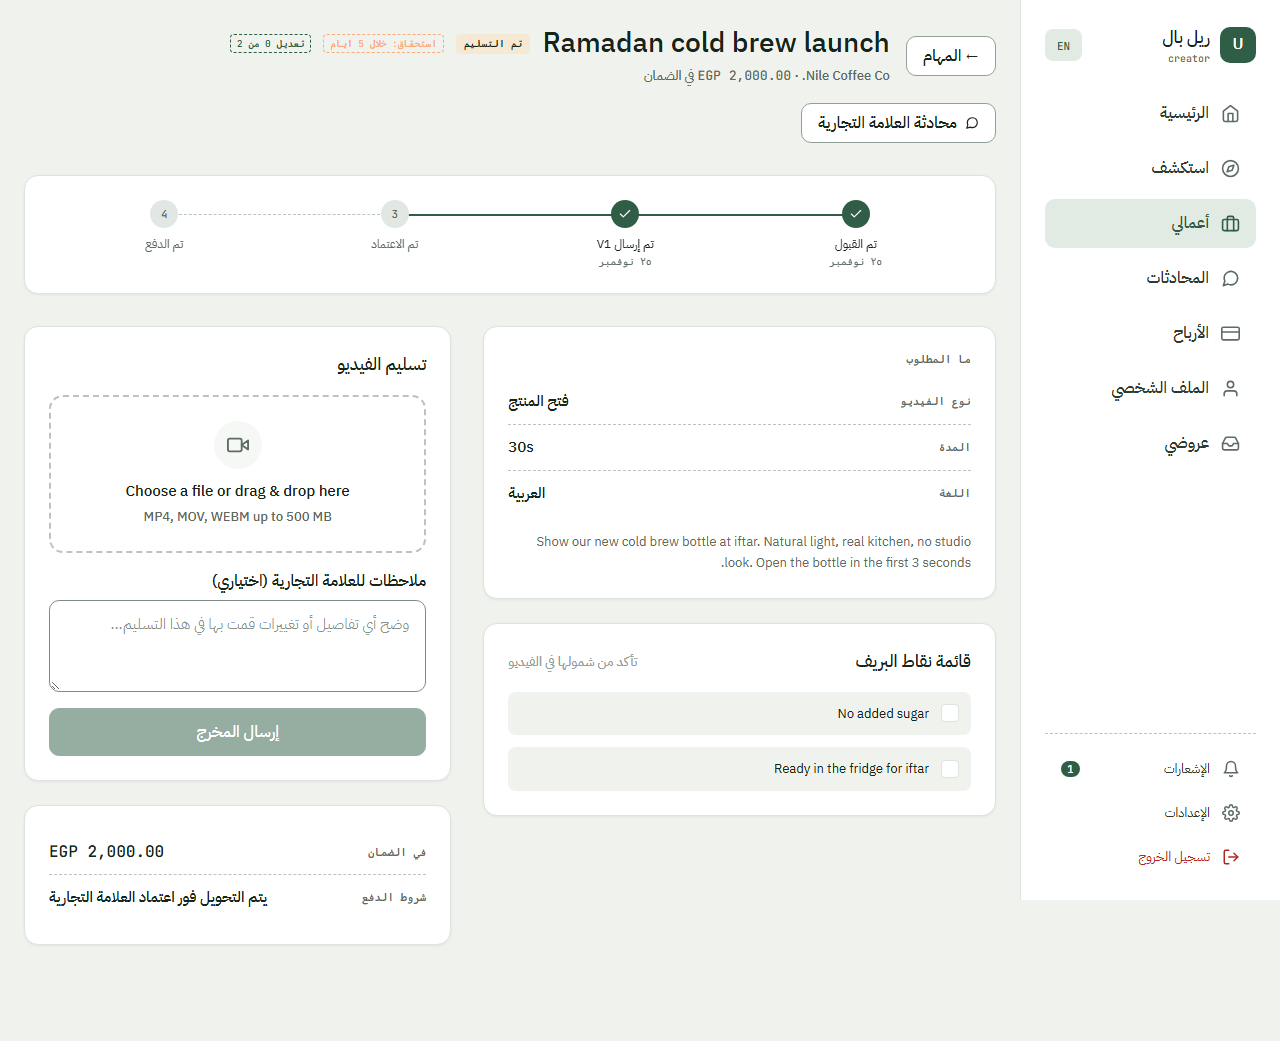 U
ريل بال
creator
EN
الرئيسية
استكشف
أعمالي
المحادثات
الأرباح
الملف الشخصي
عروضي
الإشعارات
1
الإعدادات
تسجيل الخروج
← المهام
Ramadan cold brew launch
تم التسليم
استحقاق: خلال 5 أيام
تعديل 0 من 2
Nile Coffee Co. · EGP 2,000.00 في الضمان
محادثة العلامة التجارية
تم القبول
٢٥ نوفمبر
تم إرسال V1
٢٥ نوفمبر
3
تم الاعتماد
4
تم الدفع
ما المطلوب
نوع الفيديو
فتح المنتج
المدة
30s
اللغة
العربية
Show our new cold brew bottle at iftar. Natural light, real kitchen, no studio
look. Open the bottle in the first 3 seconds.
قائمة نقاط البريف
تأكد من شمولها في الفيديو
No added sugar
Ready in the fridge for iftar
تسليم الفيديو
Choose a file or drag & drop here
MP4, MOV, WEBM up to 500 MB
ملاحظات للعلامة التجارية (اختياري)
وضح أي تفاصيل أو تغييرات قمت بها في هذا التسليم...
إرسال المخرج
في الضمان
EGP 2,000.00
شروط الدفع
يتم التحويل فور اعتماد العلامة التجارية